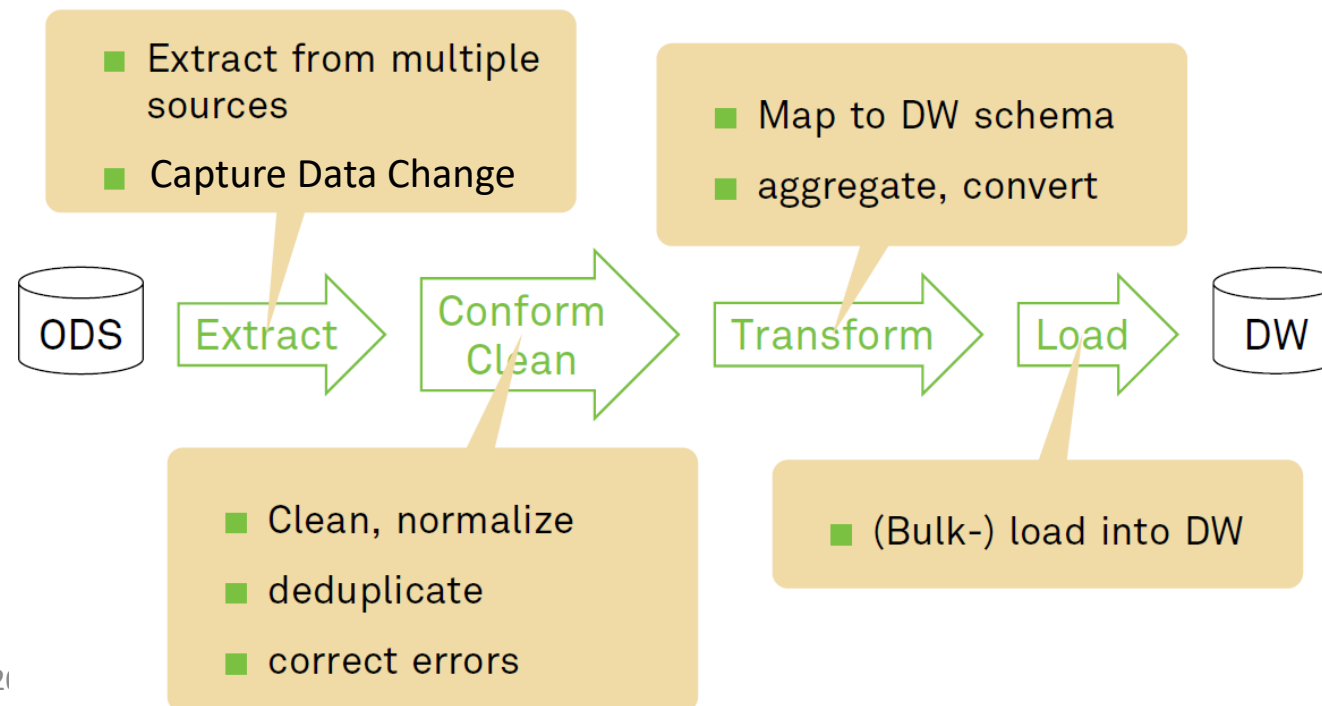 Extract from multiple
sources
Capture Data Change
Map to DW schema
aggregate, convert
ODS
Extract
Conform
Clean
Transform
Load
DW
Clean, normalize
deduplicate
correct errors
(Bulk-) load into DW